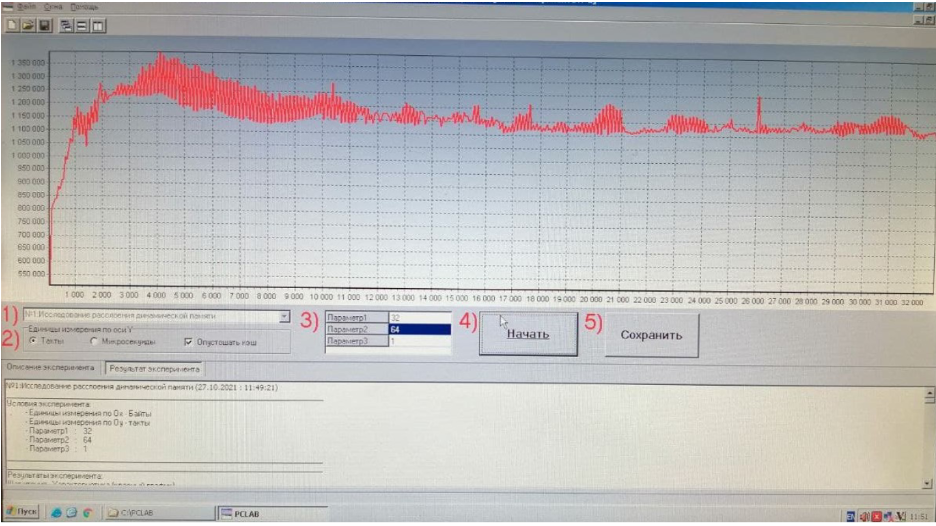 Файл Окна Помощь
1 350 000
1 300 000
1 250 000
1 200 000
1 150 000
1 100 000
1 050 000
1 000 000
950 000
900 000
850 000
800 000
750 000
700 000
650 000
600 000
550 000
1 000 2 000 3 000 4 000 5 000 6 000 7 000 8 000 9 000 10 000 11 000 12 000 13 000 14 000 15 000 16 000 17 000 18 000 19 000 20 000 21 000 22 000 23 000 24 000 25 000 26 000 27 000 28 000 29 000 30 000 31 000 32 000
1) №1:Исследование расслоения динамической памяти
2) Единицы измерения по оси Y
Такты Микросекунды Опустошать кэш
3) Параметр1 32
Параметр2 64
Параметр3 1
4) Начать
5) Сохранить
Описание эксперимента Результат эксперимента
№1:Исследование расслоения динамической памяти (27.10.2021 : 11:49:21)
Условия эксперимента:
- Единицы измерения по Ox - Байты
- Единицы измерения по Oy - такты
- Параметр1 : 32
- Параметр2 : 64
- Параметр3 : 1
Результаты эксперимента:
Пуск C:\PCLAB PCLAB EN 11:51